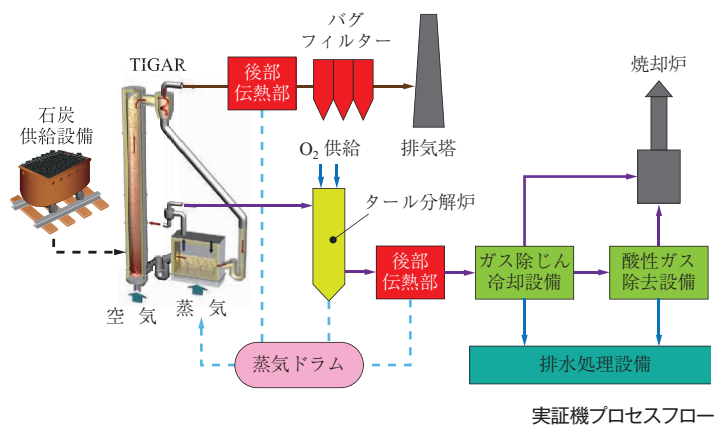 バグ
フィルター
TIGAR
後部
伝熱部
焼却炉
石炭
供給設備
O₂ 供給
排気塔
タール分解炉
後部
伝熱部
ガス除じん
冷却設備
酸性ガス
除去設備
空 気
蒸 気
蒸気ドラム
排水処理設備
実証機プロセスフロー